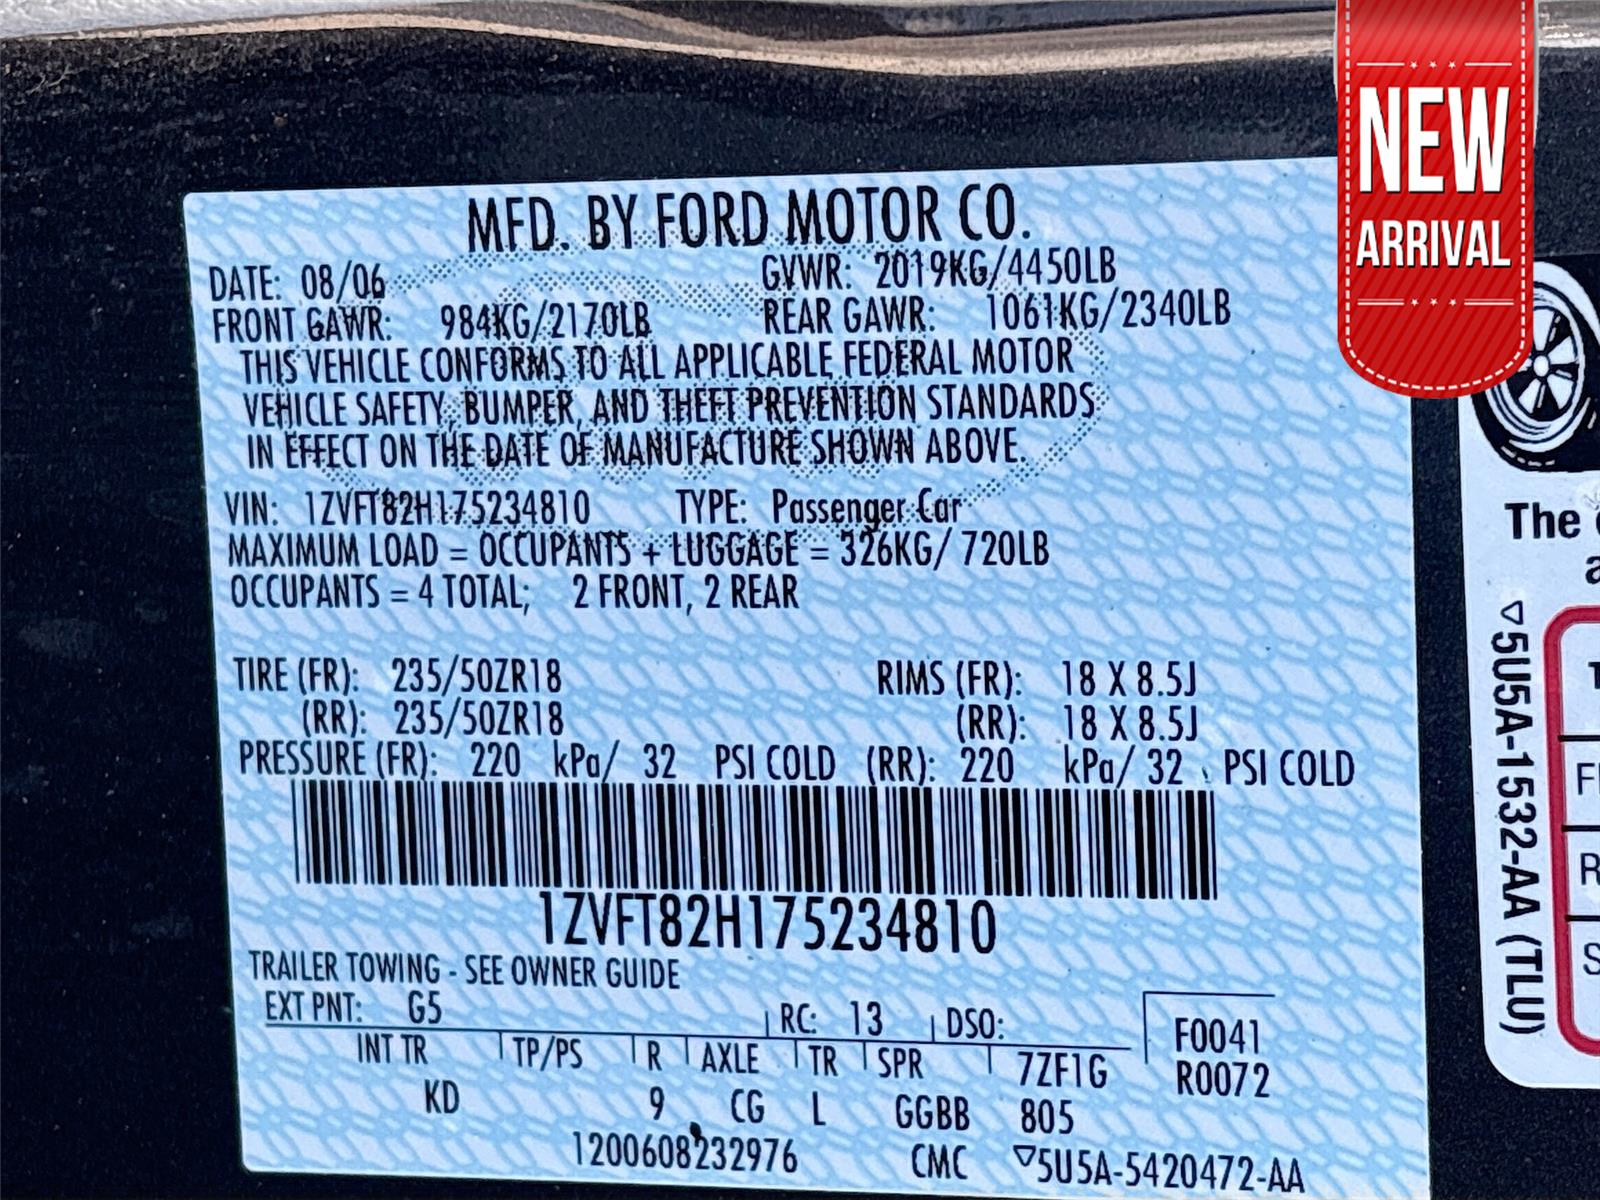 NEW
ARRIVAL
MFD. BY FORD MOTOR CO.
DATE: 08/06 GVWR: 2019KG/4450LB
FRONT GAWR: 984KG/2170LB REAR GAWR: 1061KG/2340LB
THIS VEHICLE CONFORMS TO ALL APPLICABLE FEDERAL MOTOR
VEHICLE SAFETY, BUMPER, AND THEFT PREVENTION STANDARDS
IN EFFECT ON THE DATE OF MANUFACTURE SHOWN ABOVE.
VIN: 1ZVFT82H175234810 TYPE: Passenger Car
MAXIMUM LOAD = OCCUPANTS + LUGGAGE = 326KG/ 720LB
OCCUPANTS = 4 TOTAL; 2 FRONT, 2 REAR
TIRE (FR): 235/50ZR18 RIMS (FR): 18 X 8.5J
(RR): 235/50ZR18 (RR): 18 X 8.5J
PRESSURE (FR): 220 kPa/ 32 PSI COLD (RR): 220 kPa/ 32 PSI COLD
1ZVFT82H175234810
TRAILER TOWING - SEE OWNER GUIDE
EXT PNT: G5 RC: 13 DSO: F0041
INT TR TP/PS R AXLE TR SPR 7ZF1G R0072
KD 9 CG L GGBB 805
1200608232976 CMC ▽5U5A-5420472-AA
The
▽5U5A-1532-AA (TLU)